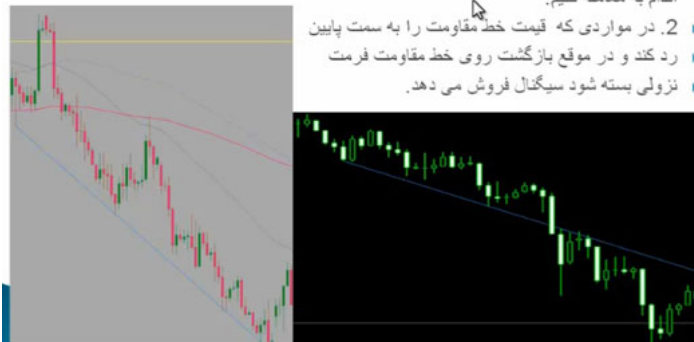 2. در مواردی که قیمت خط مقاومت را به سمت پایین
رد کند و در موقع بازگشت روی خط مقاومت فرمت
نزولی بسته شود سیگنال فروش می دهد.